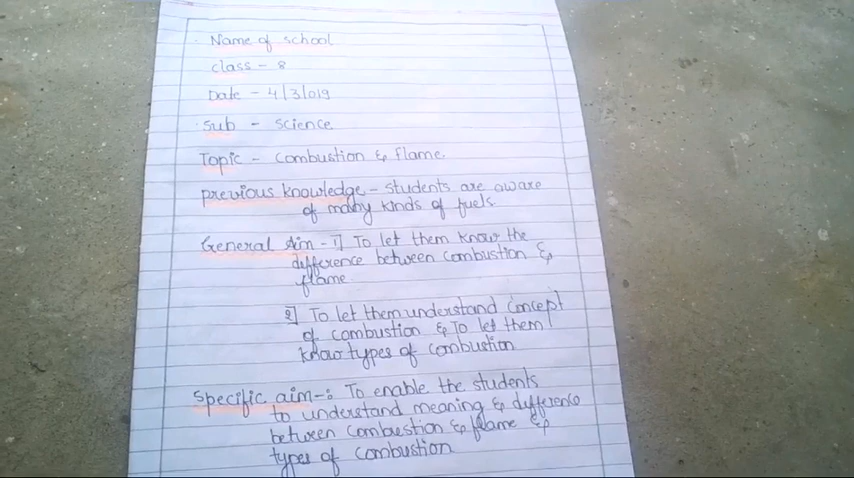 Name of school
class - 8
Date - 4/3/019
Sub - science
Topic - combustion & flame.
previous knowledge - students are aware
of many kinds of fuels
General Aim - 1] To let them know the
difference between combustion &
flame
2] To let them understand concept
of combustion & To let them
know types of combustion
specific aim-: To enable the students
to understand meaning & difference
between combustion & flame &
types of combustion